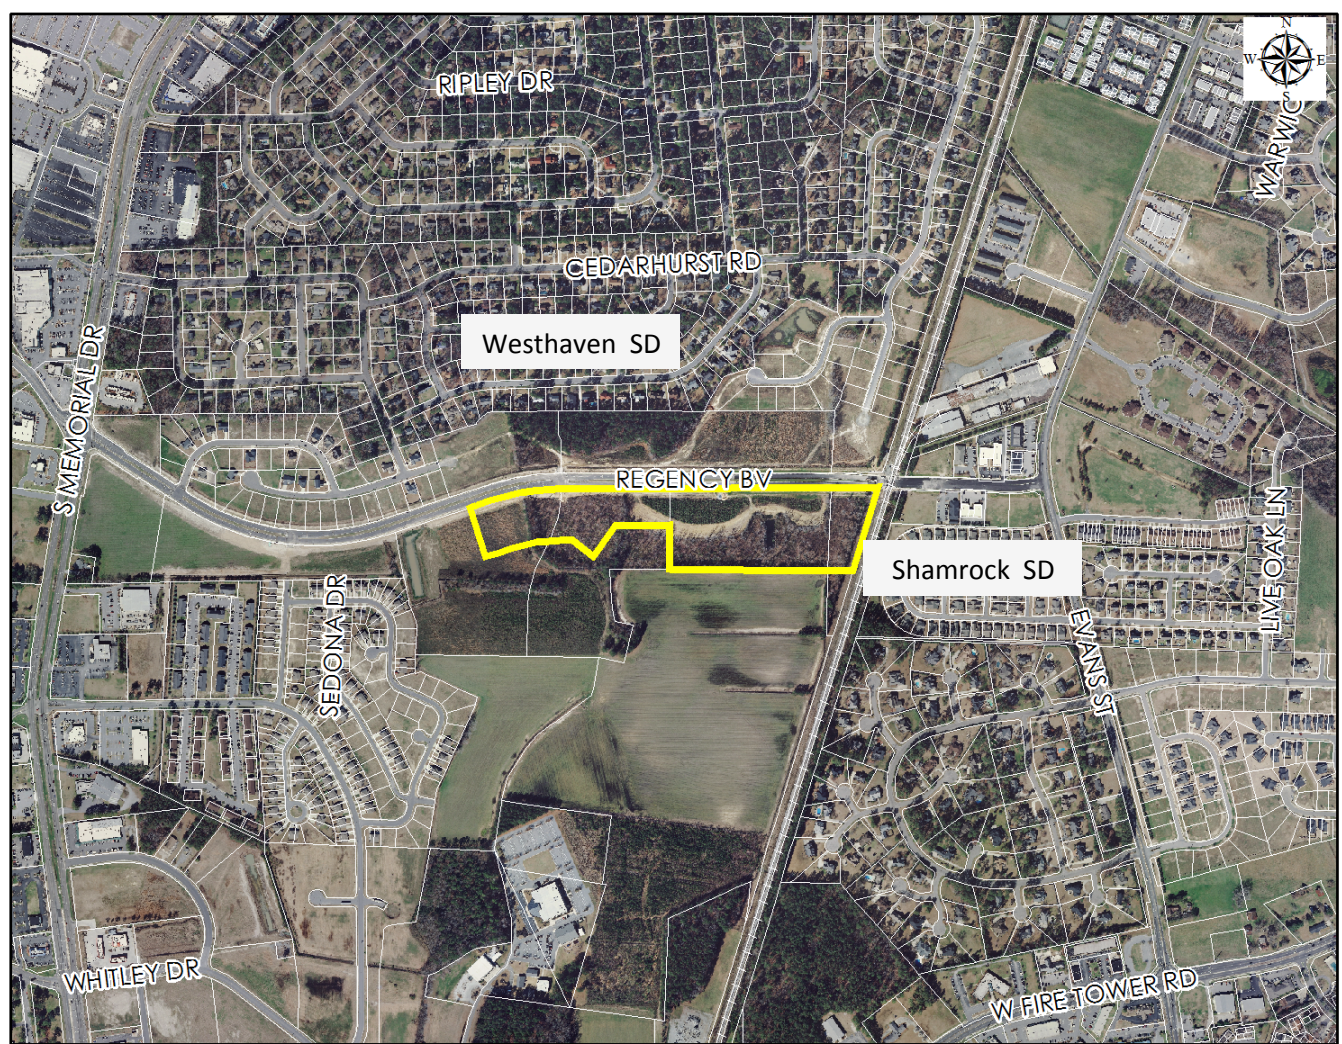 N
W E
S
RIPLEY DR
WARWIC
CEDARHURST RD
Westhaven SD
S MEMORIAL DR
REGENCY BV
Shamrock SD
LIVE OAK LN
SEDONA DR
EVANS ST
WHITLEY DR
W FIRE TOWER RD